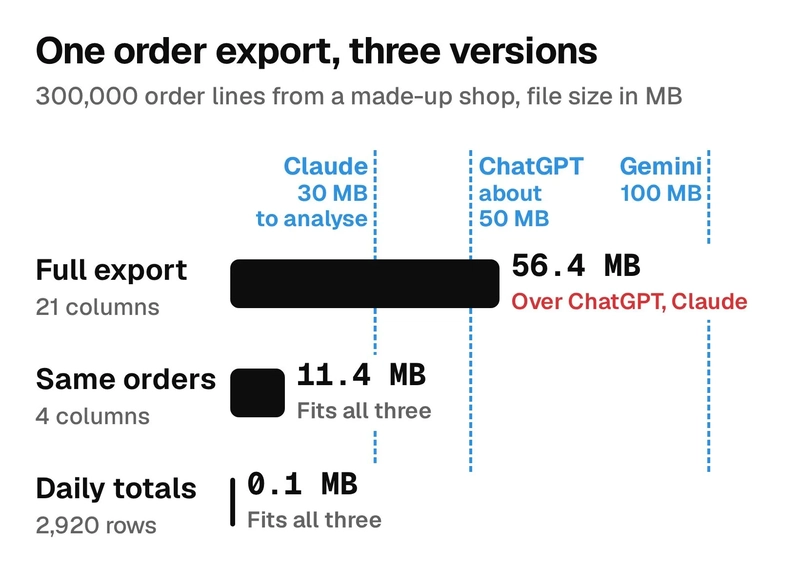 One order export, three versions
300,000 order lines from a made-up shop, file size in MB
Claude
30 MB
to analyse
ChatGPT
about
50 MB
Gemini
100 MB
Full export
21 columns
56.4 MB
Over ChatGPT, Claude
Same orders
4 columns
11.4 MB
Fits all three
Daily totals
2,920 rows
0.1 MB
Fits all three